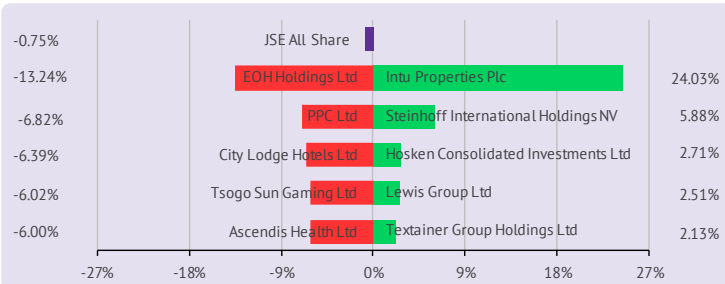 -0.75% JSE All Share
-13.24% EOH Holdings Ltd Intu Properties Plc 24.03%
-6.82% PPC Ltd Steinhoff International Holdings NV 5.88%
-6.39% City Lodge Hotels Ltd Hosken Consolidated Investments Ltd 2.71%
-6.02% Tsogo Sun Gaming Ltd Lewis Group Ltd 2.51%
-6.00% Ascendis Health Ltd Textainer Group Holdings Ltd 2.13%
-27% -18% -9% 0% 9% 18% 27%